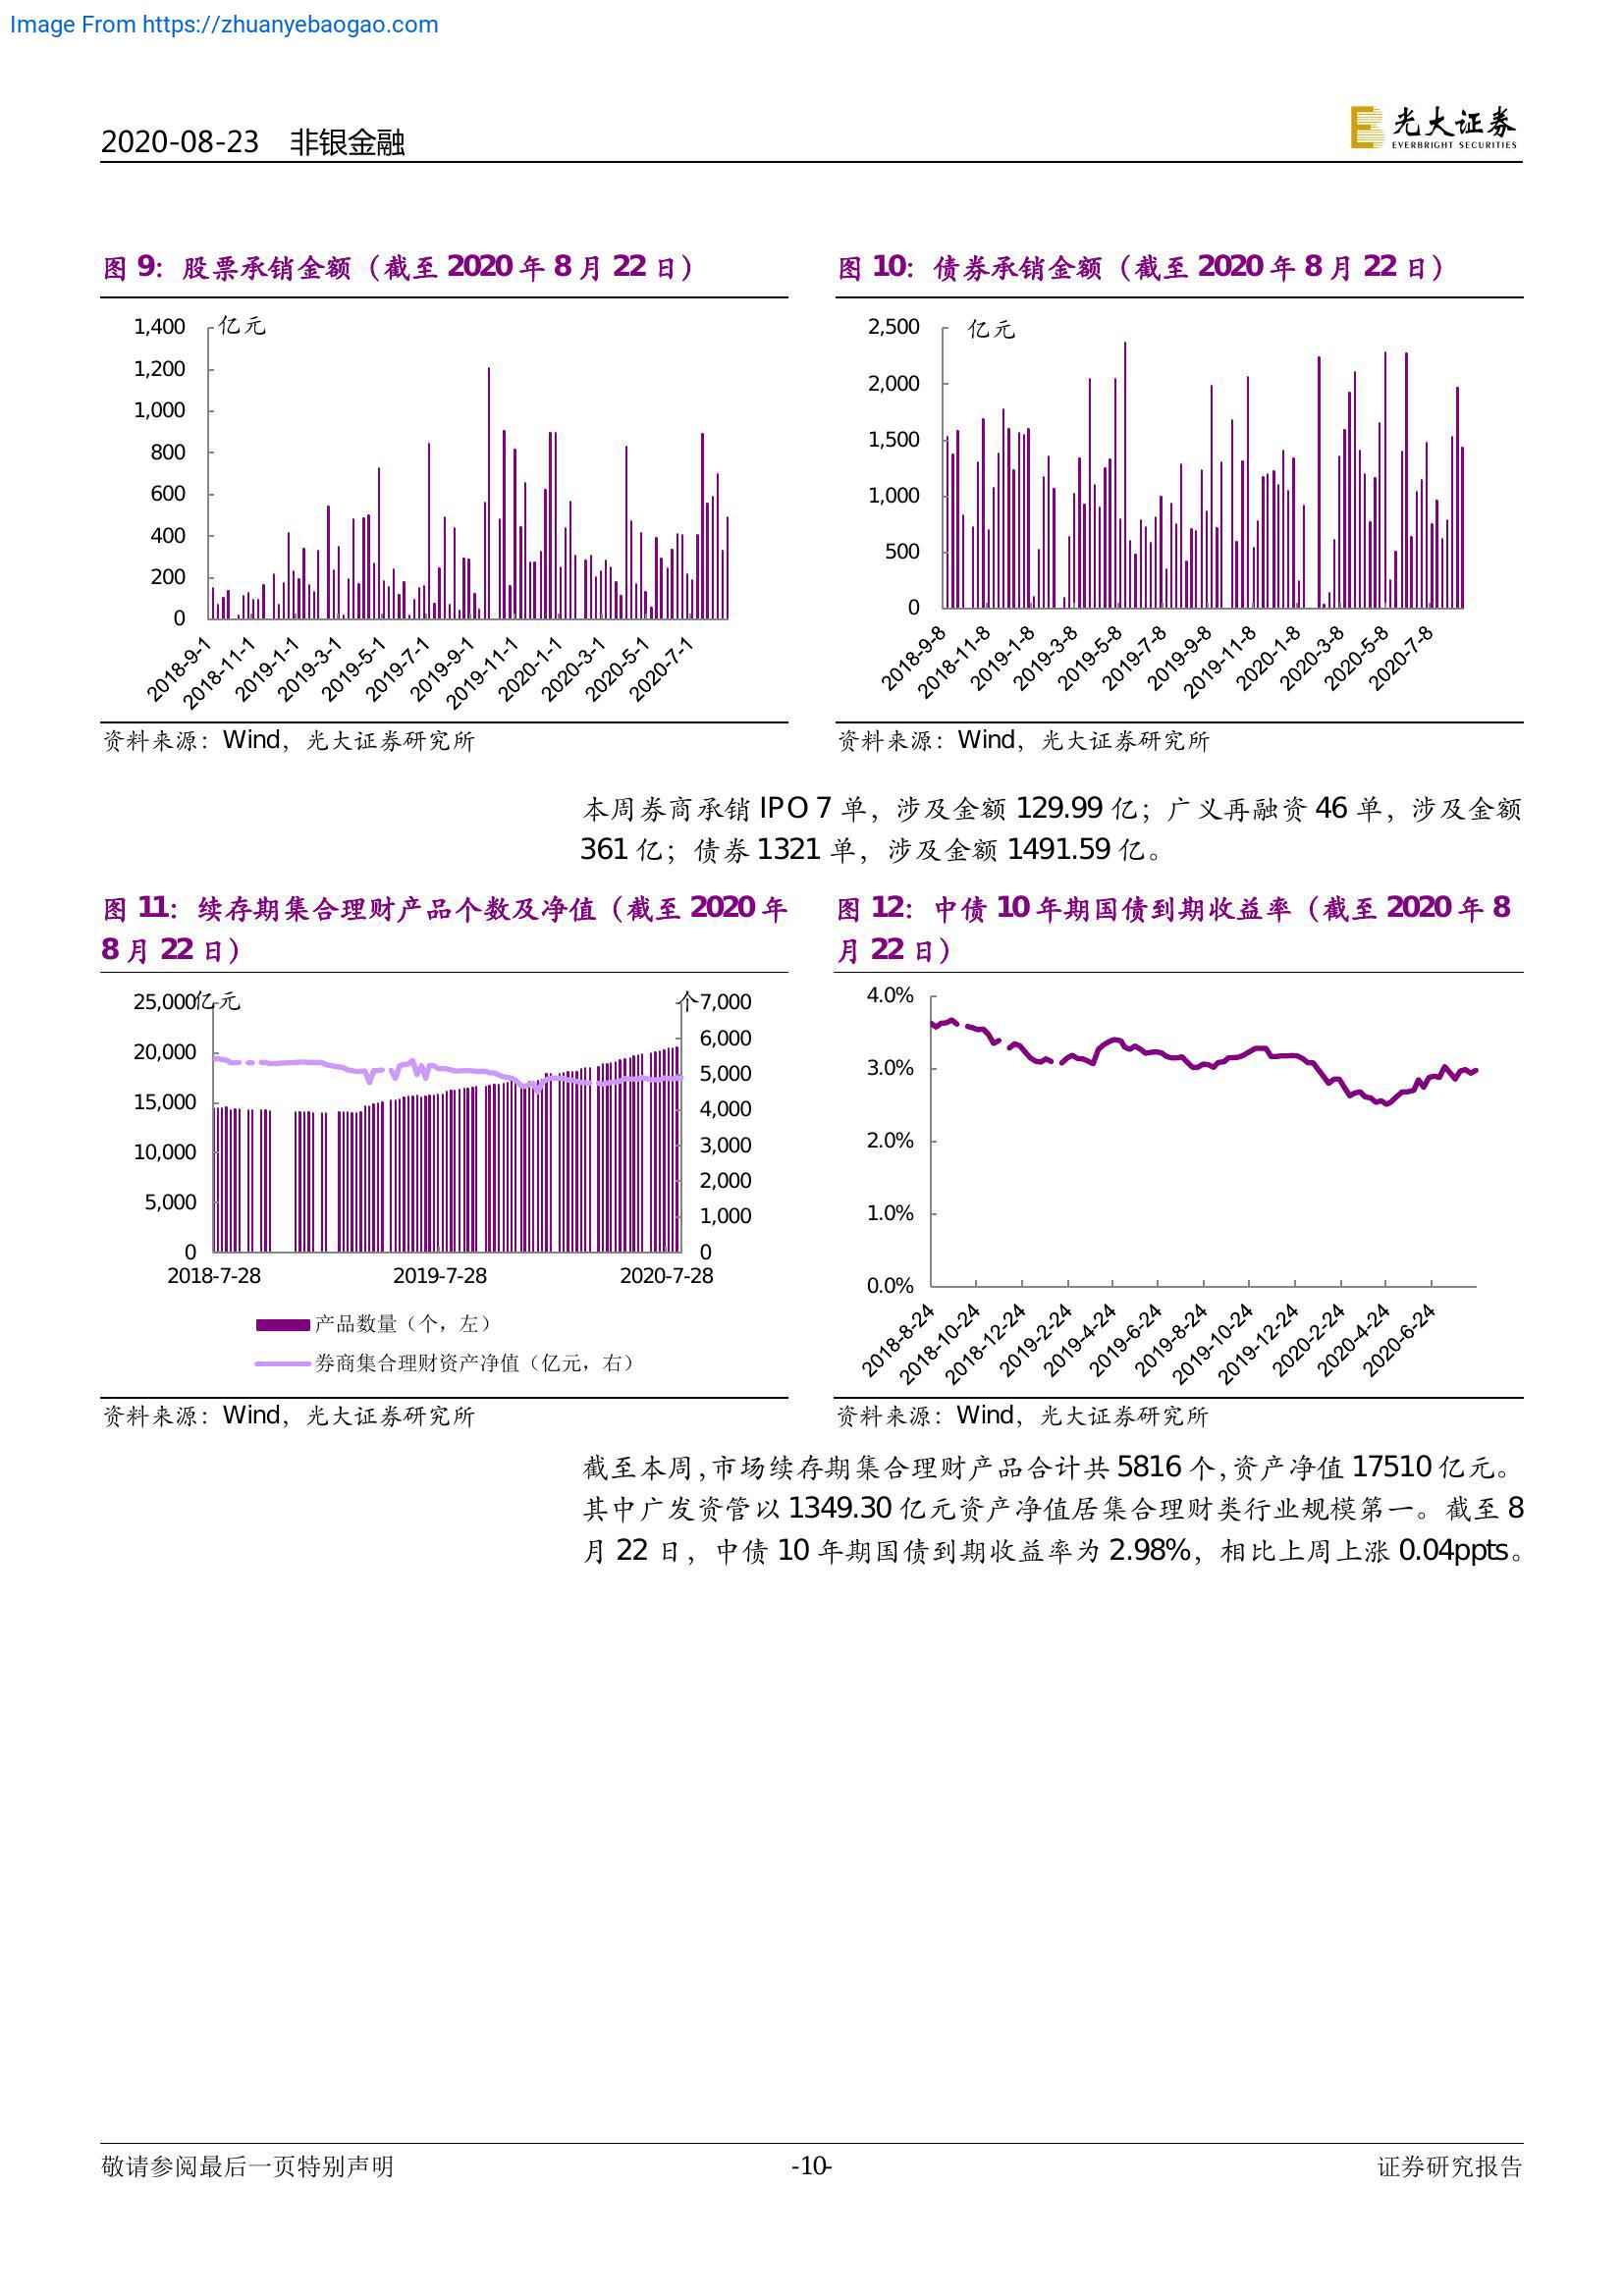 Image From https://zhuanyebaogao.com
2020-08-23 非银金融
光大证券
EVERBRIGHT SECURITIES
图 9：股票承销金额（截至 2020 年 8 月 22 日）
1,400 亿元
1,200
1,000
800
600
400
200
0
2018-9-1
2018-11-1
2019-1-1
2019-3-1
2019-5-1
2019-7-1
2019-9-1
2019-11-1
2020-1-1
2020-3-1
2020-5-1
2020-7-1
资料来源：Wind，光大证券研究所
图 10：债券承销金额（截至 2020 年 8 月 22 日）
2,500 亿元
2,000
1,500
1,000
500
0
2018-9-8
2018-11-8
2019-1-8
2019-3-8
2019-5-8
2019-7-8
2019-9-8
2019-11-8
2020-1-8
2020-3-8
2020-5-8
2020-7-8
资料来源：Wind，光大证券研究所
本周券商承销 IPO 7 单，涉及金额 129.99 亿；广义再融资 46 单，涉及金额
361 亿；债券 1321 单，涉及金额 1491.59 亿。
图 11：续存期集合理财产品个数及净值（截至 2020 年
8 月 22 日）
25,000亿元
20,000
15,000
10,000
5,000
0
个7,000
6,000
5,000
4,000
3,000
2,000
1,000
0
2018-7-28
2019-7-28
2020-7-28
产品数量（个，左）
券商集合理财资产净值（亿元，右）
资料来源：Wind，光大证券研究所
图 12：中债 10 年期国债到期收益率（截至 2020 年 8
月 22 日）
4.0%
3.0%
2.0%
1.0%
0.0%
2018-8-24
2018-10-24
2018-12-24
2019-2-24
2019-4-24
2019-6-24
2019-8-24
2019-10-24
2019-12-24
2020-2-24
2020-4-24
2020-6-24
资料来源：Wind，光大证券研究所
截至本周，市场续存期集合理财产品合计共 5816 个，资产净值 17510 亿元。
其中广发资管以 1349.30 亿元资产净值居集合理财类行业规模第一。截至 8
月 22 日，中债 10 年期国债到期收益率为 2.98%，相比上周上涨 0.04ppts。
敬请参阅最后一页特别声明
-10-
证券研究报告